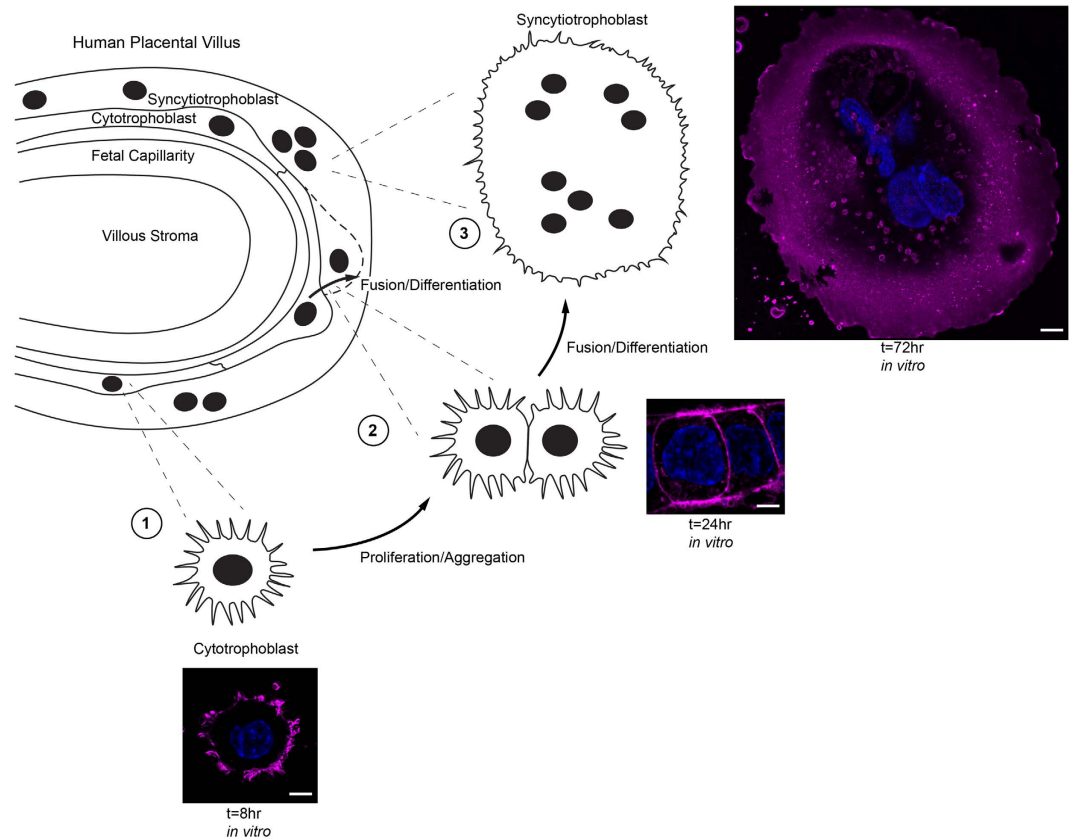 Syncytiotrophoblast
Human Placental Villus
Syncytiotrophoblast
Cytotrophoblast
Fetal Capillarity
Villous Stroma
3
Fusion/Differentiation
Fusion/Differentiation
t=72hr
in vitro
2
t=24hr
in vitro
1
Proliferation/Aggregation
Cytotrophoblast
t=8hr
in vitro